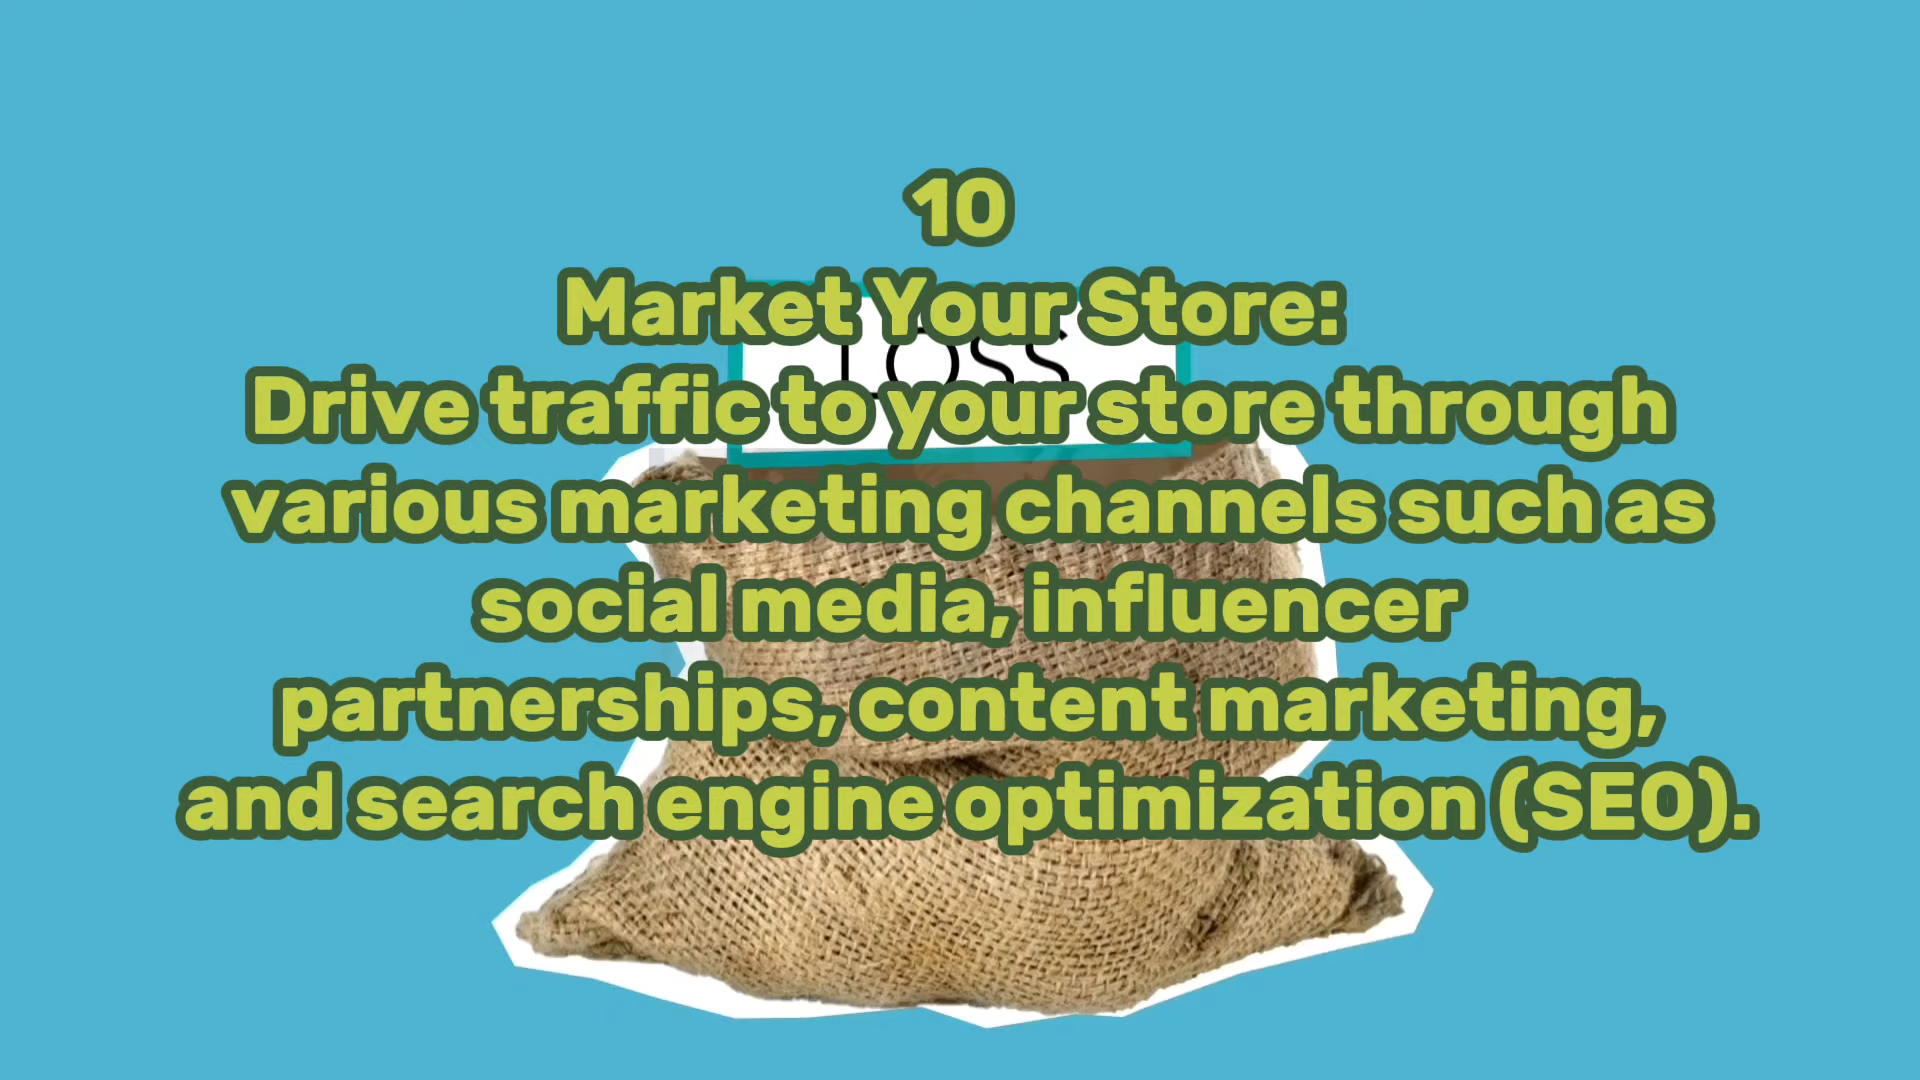 10
Market Your Store:
LOSS
Drive traffic to your store through
various marketing channels such as
social media, influencer
partnerships, content marketing,
and search engine optimization (SEO).